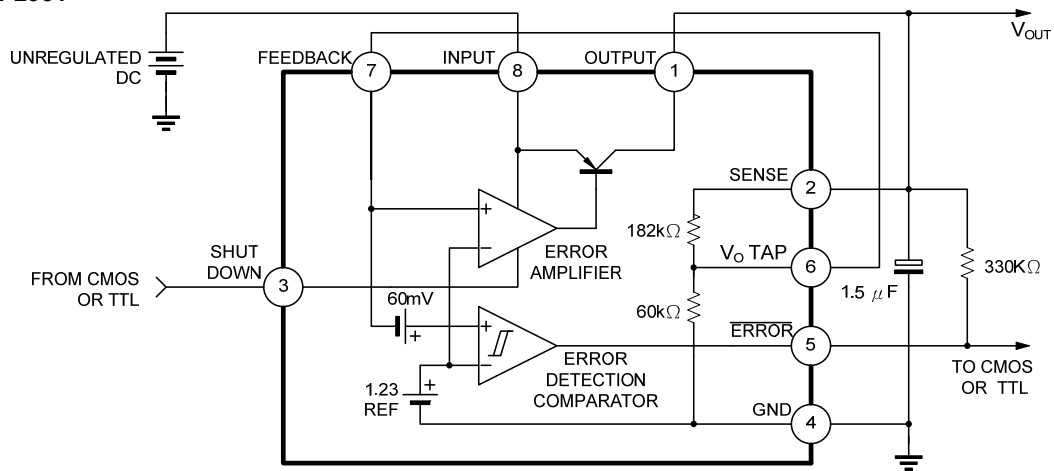 UNREGULATED
DC
FEEDBACK
7
INPUT
8
OUTPUT
1
V_OUT
SENSE
2
182kΩ
V_O TAP
6
60kΩ
1.5 μF
330KΩ
SHUT
DOWN
3
FROM CMOS
OR TTL
+
−
ERROR
AMPLIFIER
60mV
+
+
−
ERROR
DETECTION
COMPARATOR
ERROR
5
TO CMOS
OR TTL
1.23
REF
+
GND
4